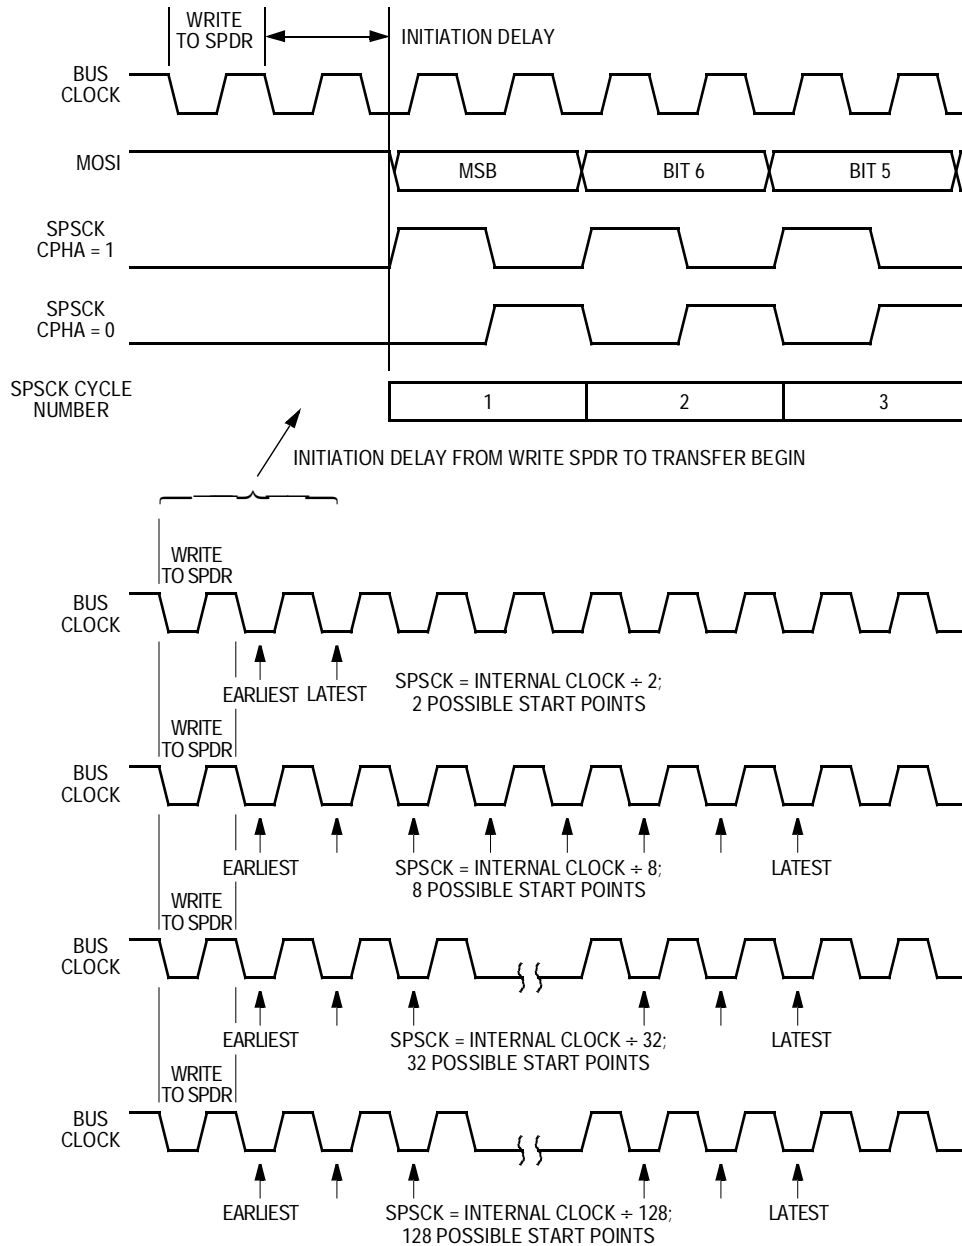 WRITE
TO SPDR
INITIATION DELAY
BUS
CLOCK
MOSI
MSB
BIT 6
BIT 5
SPSCK
CPHA = 1
SPSCK
CPHA = 0
SPSCK CYCLE
NUMBER
1
2
3
INITIATION DELAY FROM WRITE SPDR TO TRANSFER BEGIN
WRITE
TO SPDR
BUS
CLOCK
EARLIEST
LATEST
SPSCK = INTERNAL CLOCK ÷ 2;
2 POSSIBLE START POINTS
WRITE
TO SPDR
BUS
CLOCK
EARLIEST
SPSCK = INTERNAL CLOCK ÷ 8;
8 POSSIBLE START POINTS
LATEST
WRITE
TO SPDR
BUS
CLOCK
EARLIEST
SPSCK = INTERNAL CLOCK ÷ 32;
32 POSSIBLE START POINTS
LATEST
WRITE
TO SPDR
BUS
CLOCK
EARLIEST
SPSCK = INTERNAL CLOCK ÷ 128;
128 POSSIBLE START POINTS
LATEST